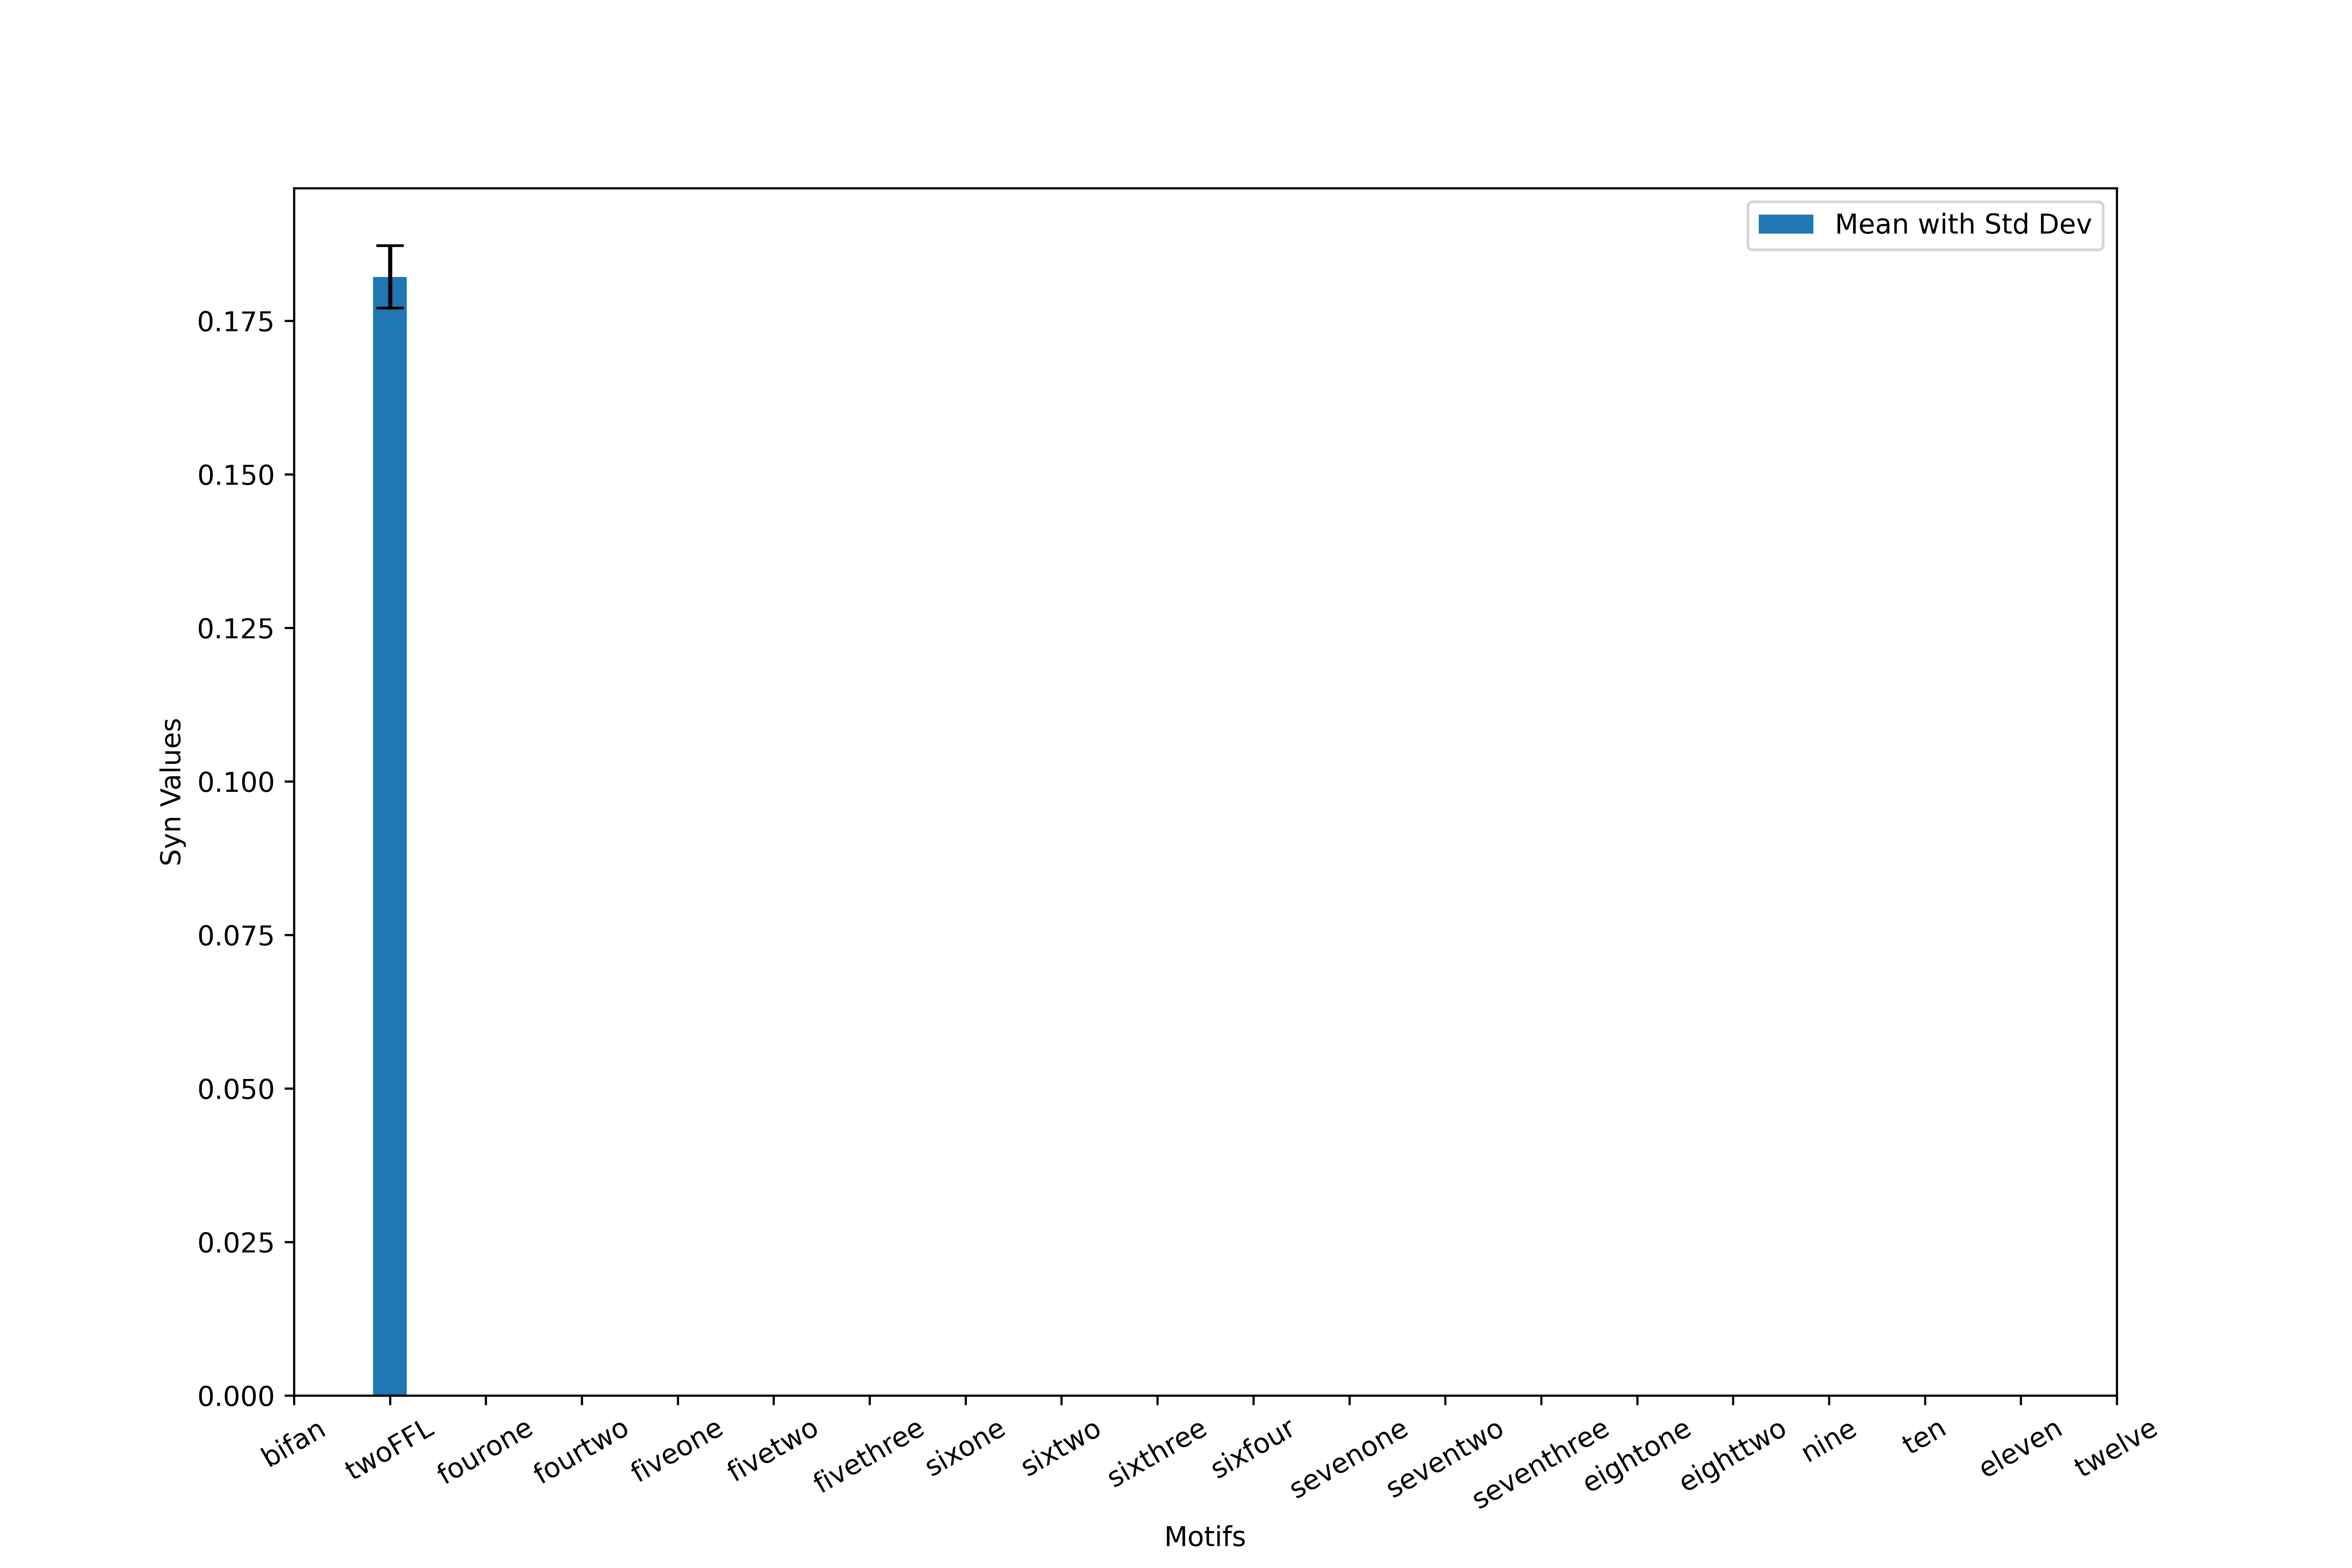 Mean with Std Dev
0.175
0.150
0.125
0.100
0.075
0.050
0.025
0.000
Syn Values
bifan
twoFFL
fourone
fourtwo
fiveone
fivetwo
fivethree
sixone
sixtwo
sixthree
sixfour
sevenone
seventwo
seventhree
eightone
eighttwo
nine
ten
eleven
twelve
Motifs